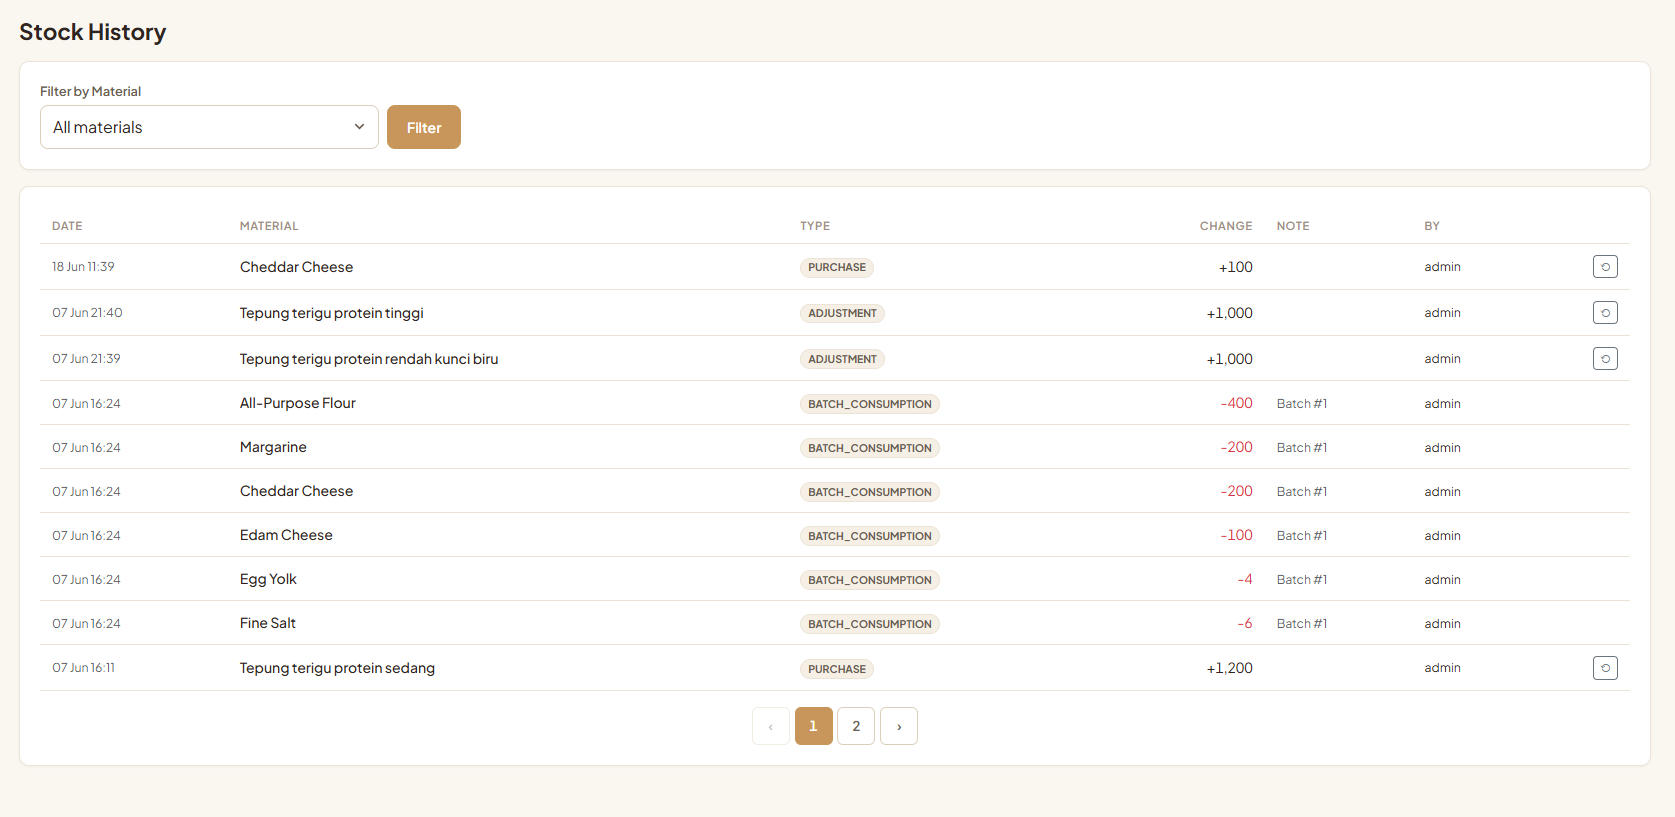 Stock History
Filter by Material
All materials
Filter
DATE MATERIAL TYPE CHANGE NOTE BY
18 Jun 11:39 Cheddar Cheese PURCHASE +100 admin
07 Jun 21:40 Tepung terigu protein tinggi ADJUSTMENT +1,000 admin
07 Jun 21:39 Tepung terigu protein rendah kunci biru ADJUSTMENT +1,000 admin
07 Jun 16:24 All-Purpose Flour BATCH_CONSUMPTION -400 Batch #1 admin
07 Jun 16:24 Margarine BATCH_CONSUMPTION -200 Batch #1 admin
07 Jun 16:24 Cheddar Cheese BATCH_CONSUMPTION -200 Batch #1 admin
07 Jun 16:24 Edam Cheese BATCH_CONSUMPTION -100 Batch #1 admin
07 Jun 16:24 Egg Yolk BATCH_CONSUMPTION -4 Batch #1 admin
07 Jun 16:24 Fine Salt BATCH_CONSUMPTION -6 Batch #1 admin
07 Jun 16:11 Tepung terigu protein sedang PURCHASE +1,200 admin
‹ 1 2 ›